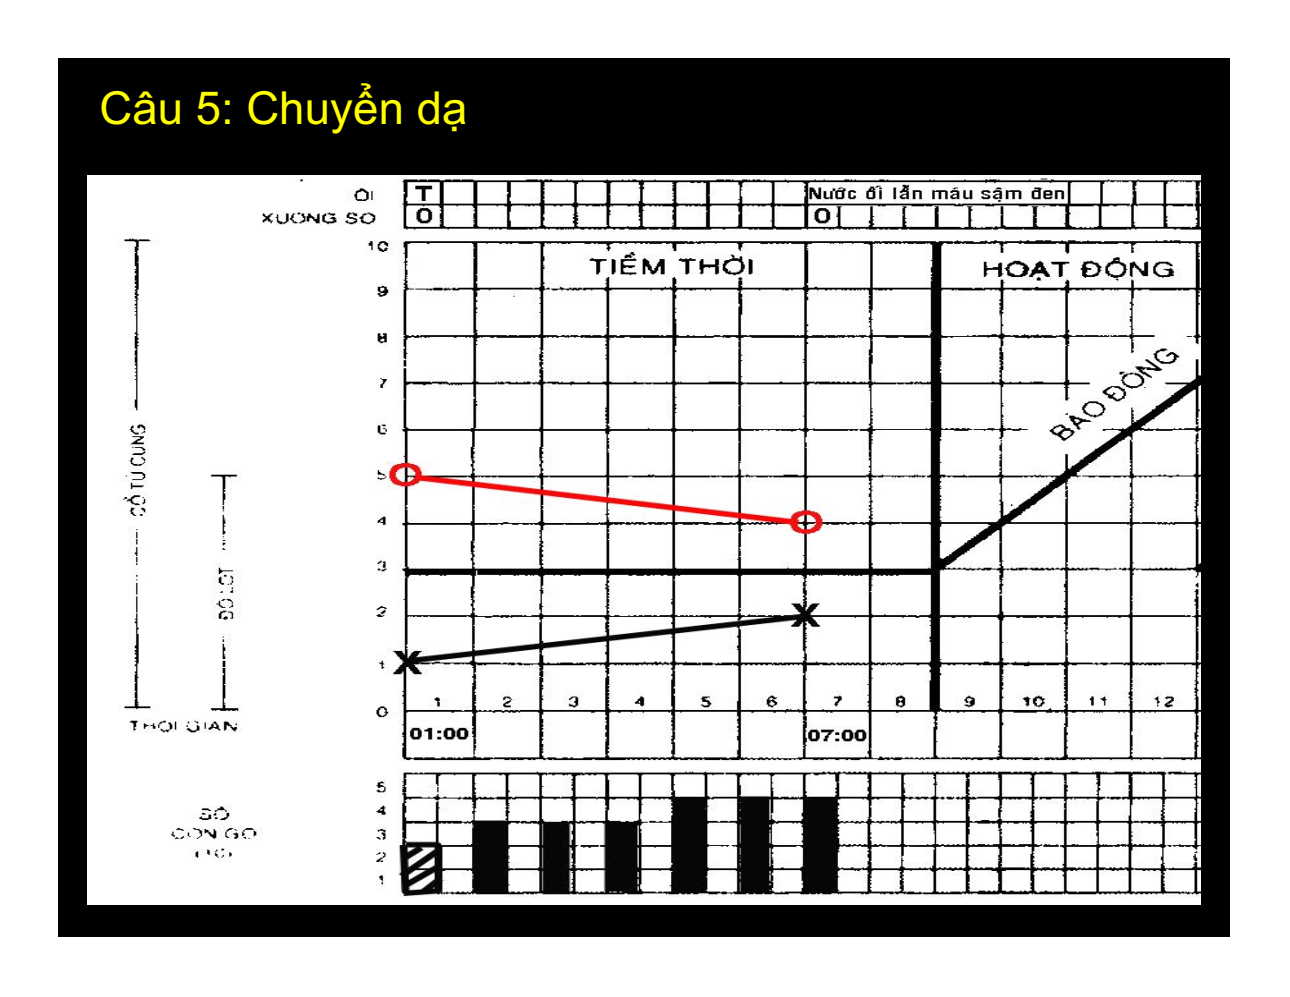 Câu 5: Chuyển dạ
ỐI T Nước ối lẫn máu sậm đen
XƯƠNG SỌ O O
10 TIỀM THỜI HOẠT ĐỘNG
9
8
7 BÁO ĐỘNG
6
CỔ TỬ CUNG
5
4
3
ĐỘ LỌT
2
1
1 2 3 4 5 6 7 8 9 10 11 12
0
THỜI GIAN 01:00 07:00
5
SỐ 4
CƠN GÒ 3
2
1